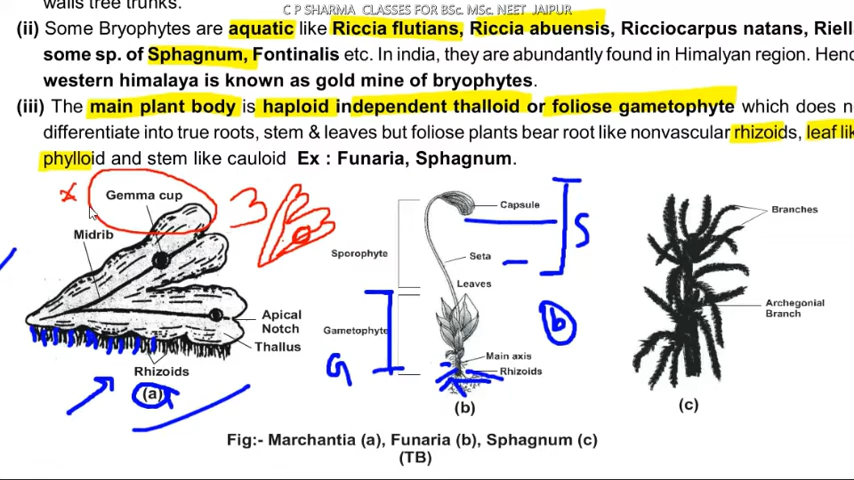 walls tree trunks.
C P SHARMA CLASSES FOR BSc. MSc. NEET JAIPUR
(ii) Some Bryophytes are aquatic like Riccia flutians, Riccia abuensis, Ricciocarpus natans, Riell
some sp. of Sphagnum, Fontinalis etc. In india, they are abundantly found in Himalyan region. Henc
western himalaya is known as gold mine of bryophytes.
(iii) The main plant body is haploid independent thalloid or foliose gametophyte which does n
differentiate into true roots, stem & leaves but foliose plants bear root like nonvascular rhizoids, leaf lik
phylloid and stem like cauloid Ex : Funaria, Sphagnum.
x
Gemma cup
Midrib
Apical
Notch
Thallus
Rhizoids
(a)
Capsule
S
Sporophyte
Seta
Leaves
b
Gametophyte
G
Main axis
Rhizoids
(b)
Branches
Archegonial
Branch
(c)
Fig:- Marchantia (a), Funaria (b), Sphagnum (c)
(TB)